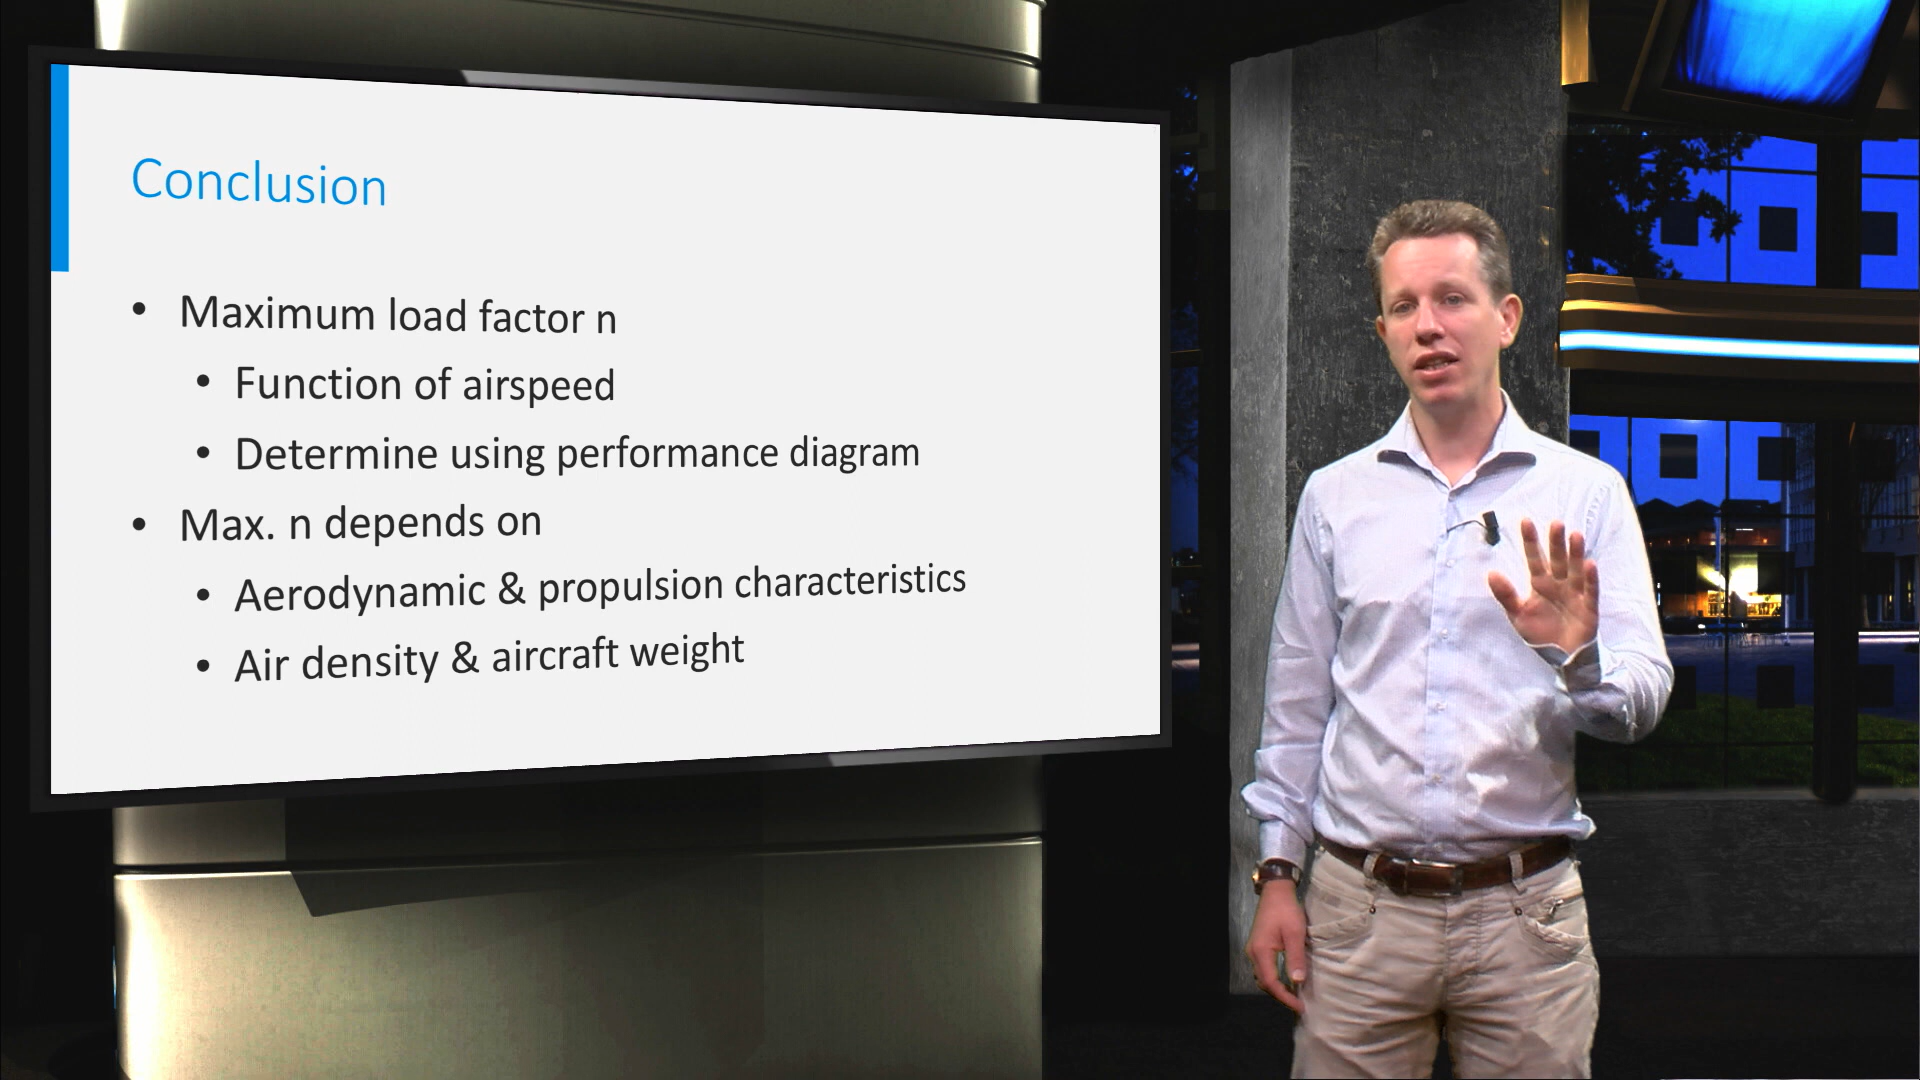 Conclusion
• Maximum load factor n
• Function of airspeed
• Determine using performance diagram
• Max. n depends on
• Aerodynamic & propulsion characteristics
• Air density & aircraft weight